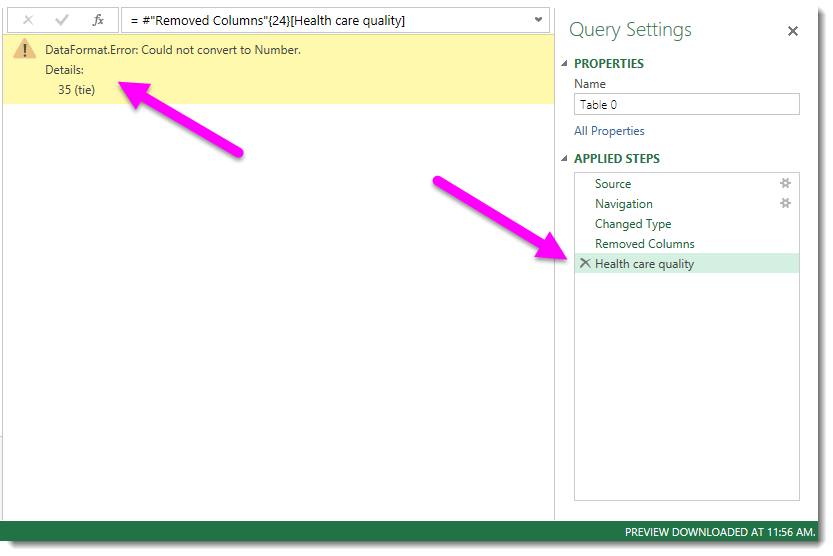 fx
= #"Removed Columns"{24}[Health care quality]
DataFormat.Error: Could not convert to Number.
Details:
35 (tie)
Query Settings
PROPERTIES
Name
Table 0
All Properties
APPLIED STEPS
Source
Navigation
Changed Type
Removed Columns
Health care quality
PREVIEW DOWNLOADED AT 11:56 AM.